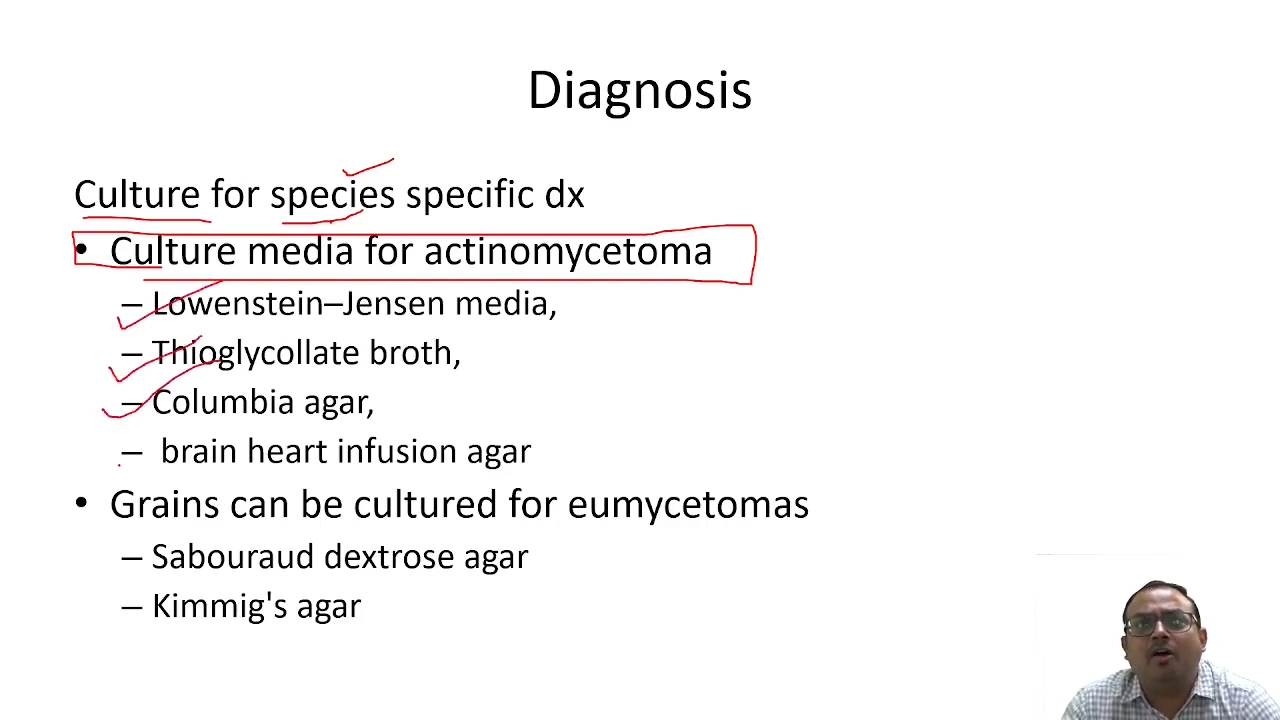 Diagnosis
Culture for species specific dx
• Culture media for actinomycetoma
– Lowenstein–Jensen media,
– Thioglycollate broth,
– Columbia agar,
– brain heart infusion agar
• Grains can be cultured for eumycetomas
– Sabouraud dextrose agar
– Kimmig's agar